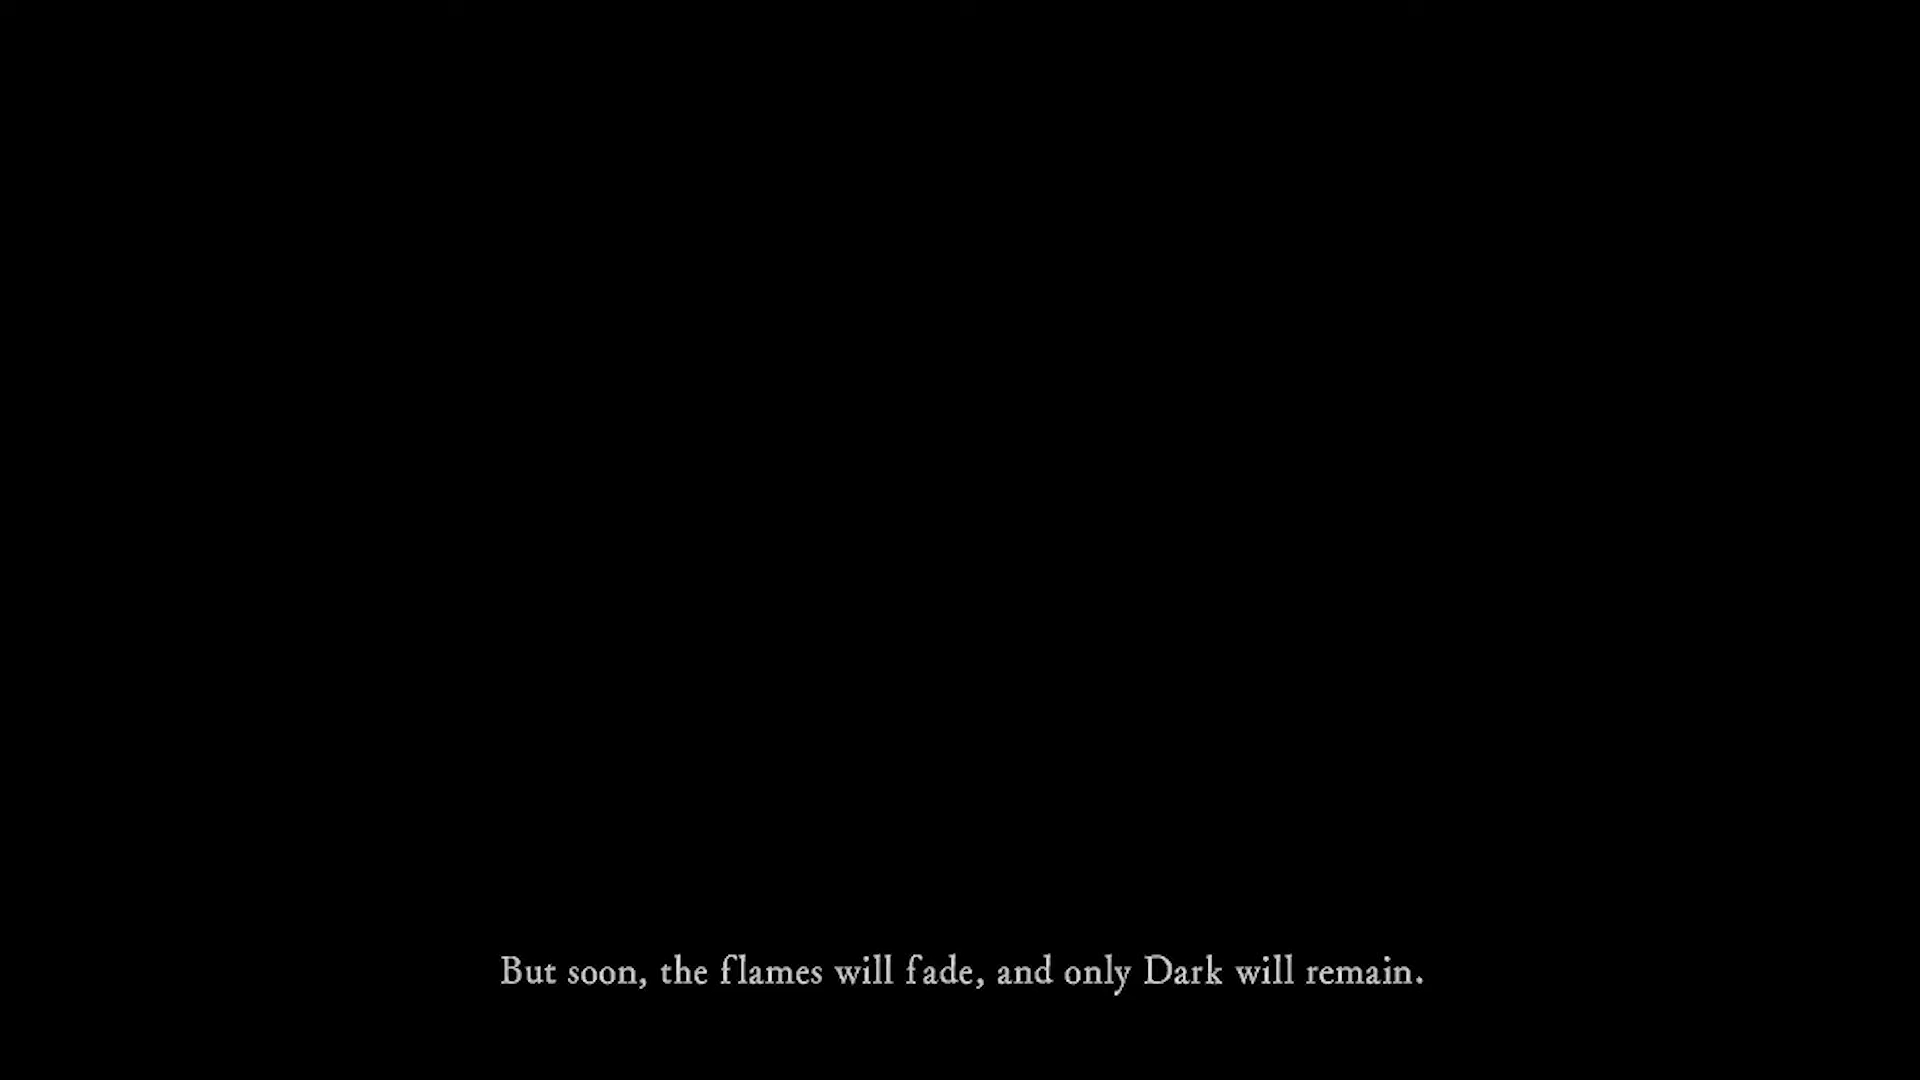 But soon, the flames will fade, and only Dark will remain.